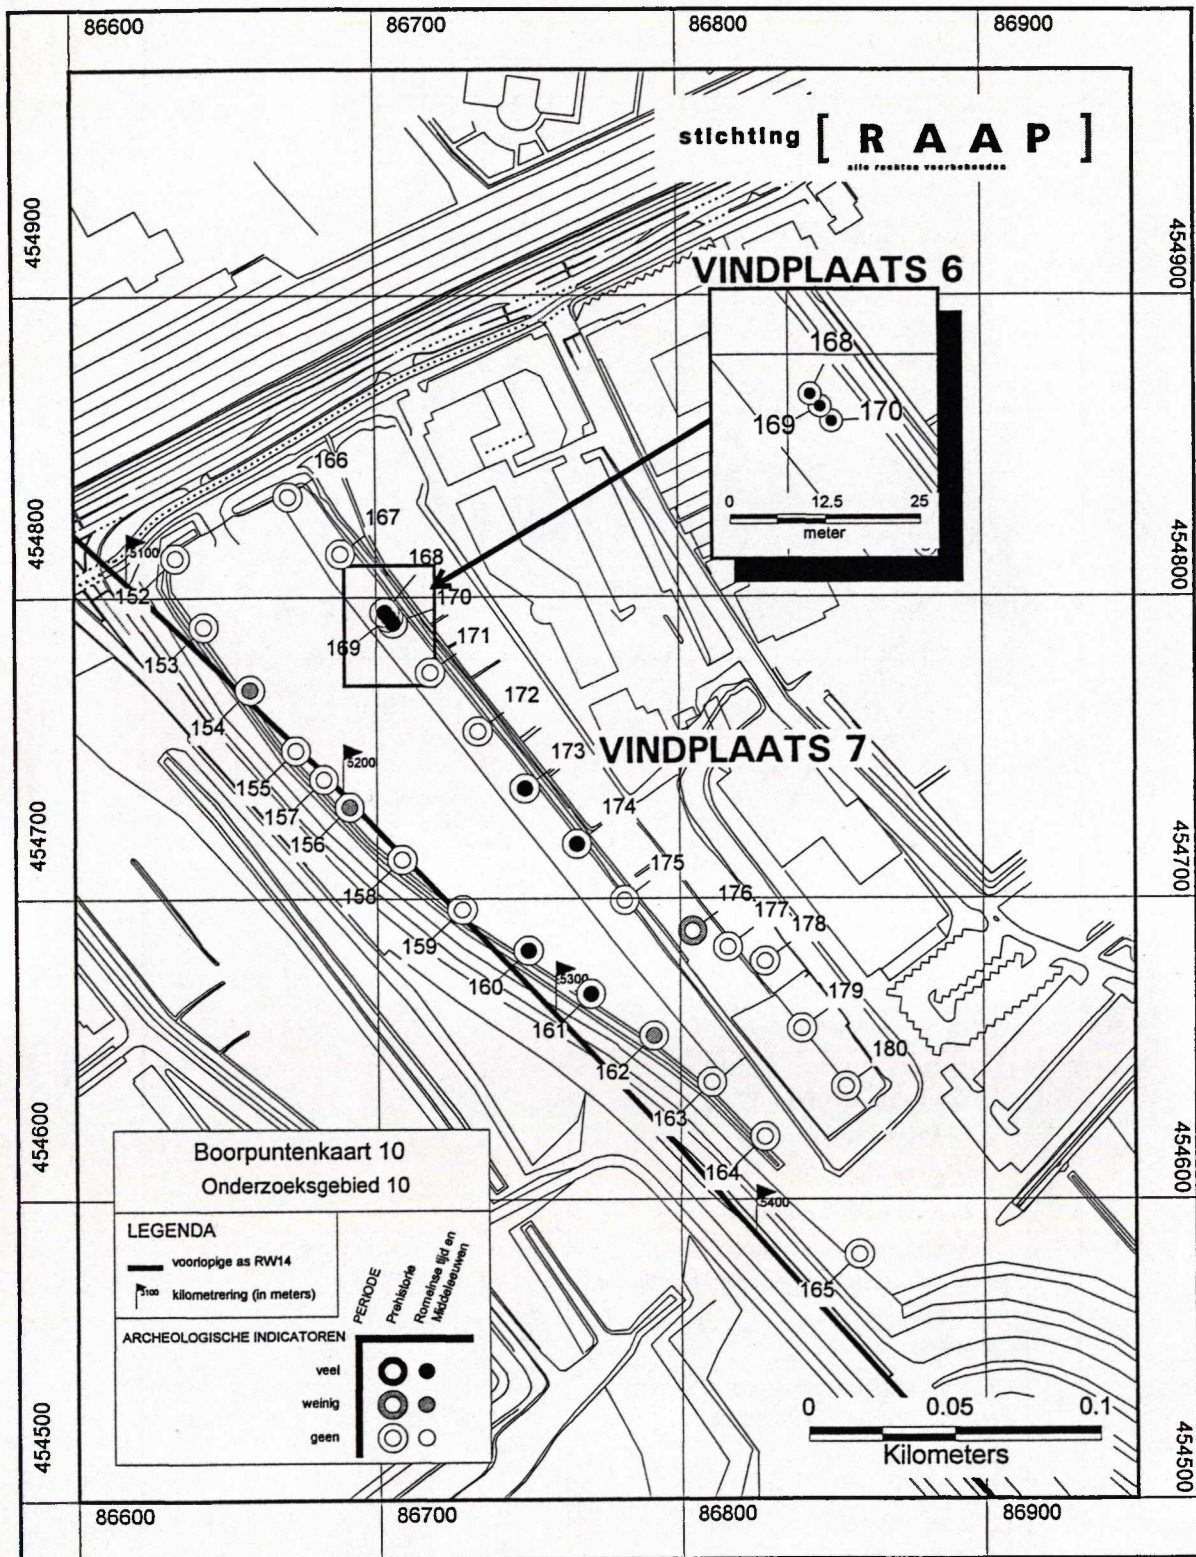 86600 86700 86800 86900
stichting [ R A A P ]
alle rechten voorbehouden
454900
454900
VINDPLAATS 6
168
169
170
0 12.5 25
meter
166
167
168
170
169
171
172
173
174
175
176
177
178
179
180
454800
454800
5100
152
153
154
155
157
156
5200
VINDPLAATS 7
158
159
160
5300
161
162
163
164
5400
165
454700
454700
454600
454600
Boorpuntenkaart 10
Onderzoeksgebied 10
LEGENDA
voorlopige as RW14
5100 kilometrering (in meters)
PERIODE
Prehistorie
Romeinse tijd en
Middeleeuwen
ARCHEOLOGISCHE INDICATOREN
veel
weinig
geen
0 0.05 0.1
Kilometers
454500
454500
86600 86700 86800 86900